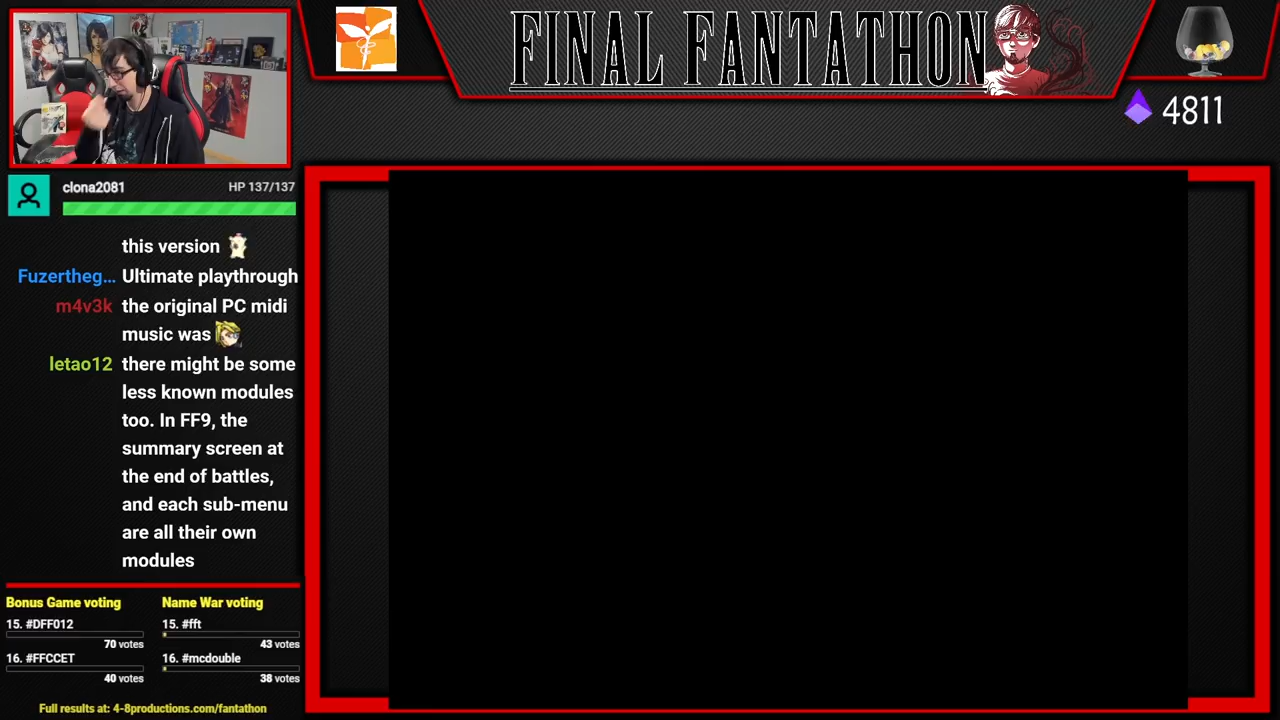 FINAL FANTATHON
4811
clona2081 HP 137/137
this version
Fuzertheg... Ultimate playthrough
m4v3k the original PC midi
music was
letao12 there might be some
less known modules
too. In FF9, the
summary screen at
the end of battles,
and each sub-menu
are all their own
modules
Bonus Game voting Name War voting
15. #DFF012 15. #fft
70 votes 43 votes
16. #FFCCET 16. #mcdouble
40 votes 38 votes
Full results at: 4-8productions.com/fantathon